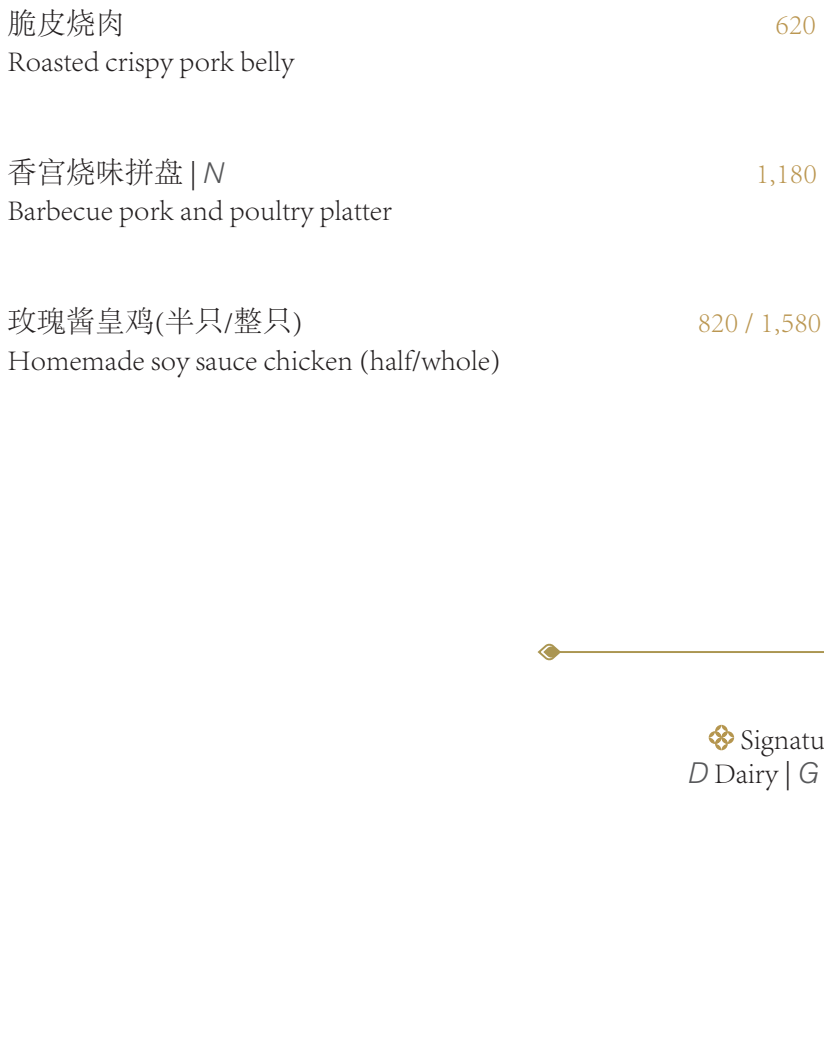 脆皮烧肉 620
Roasted crispy pork belly
香宫烧味拼盘 | N 1,180
Barbecue pork and poultry platter
玫瑰酱皇鸡(半只/整只) 820 / 1,580
Homemade soy sauce chicken (half/whole)
Signatu
D Dairy | G